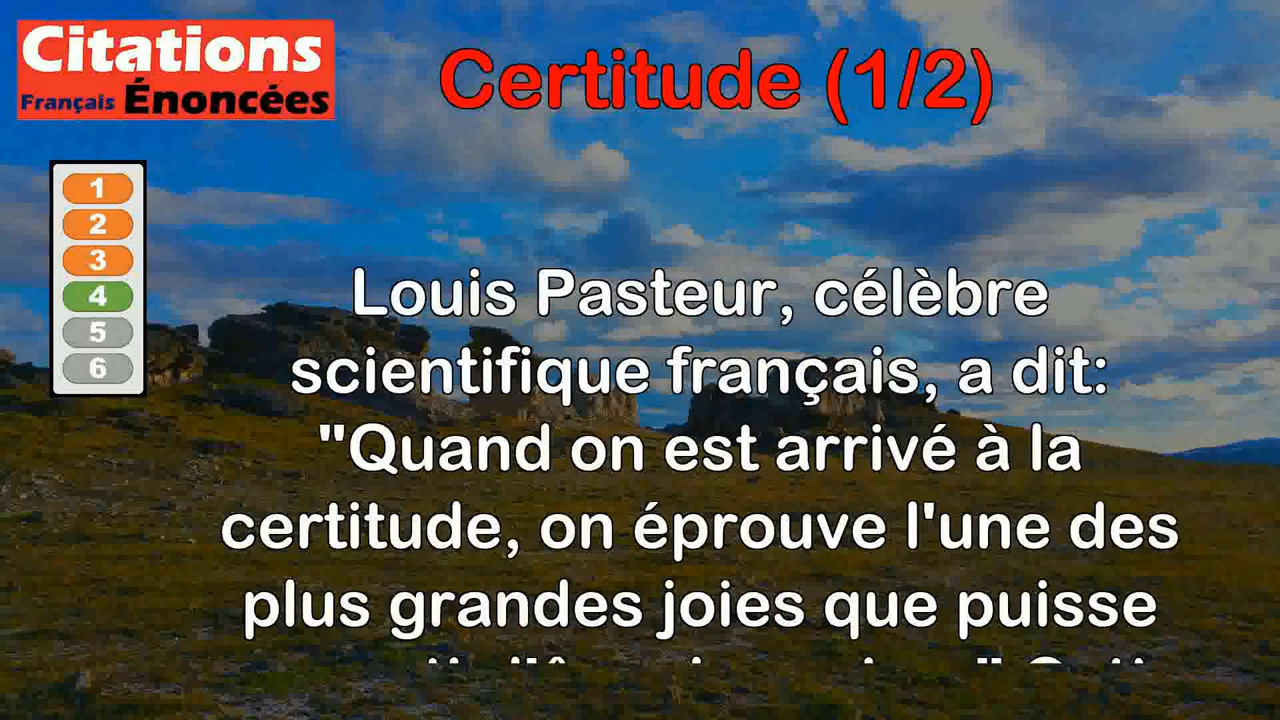 Citations
Français Énoncées
Certitude (1/2)
1
2
3
4
5
6
Louis Pasteur, célèbre
scientifique français, a dit:
"Quand on est arrivé à la
certitude, on éprouve l'une des
plus grandes joies que puisse